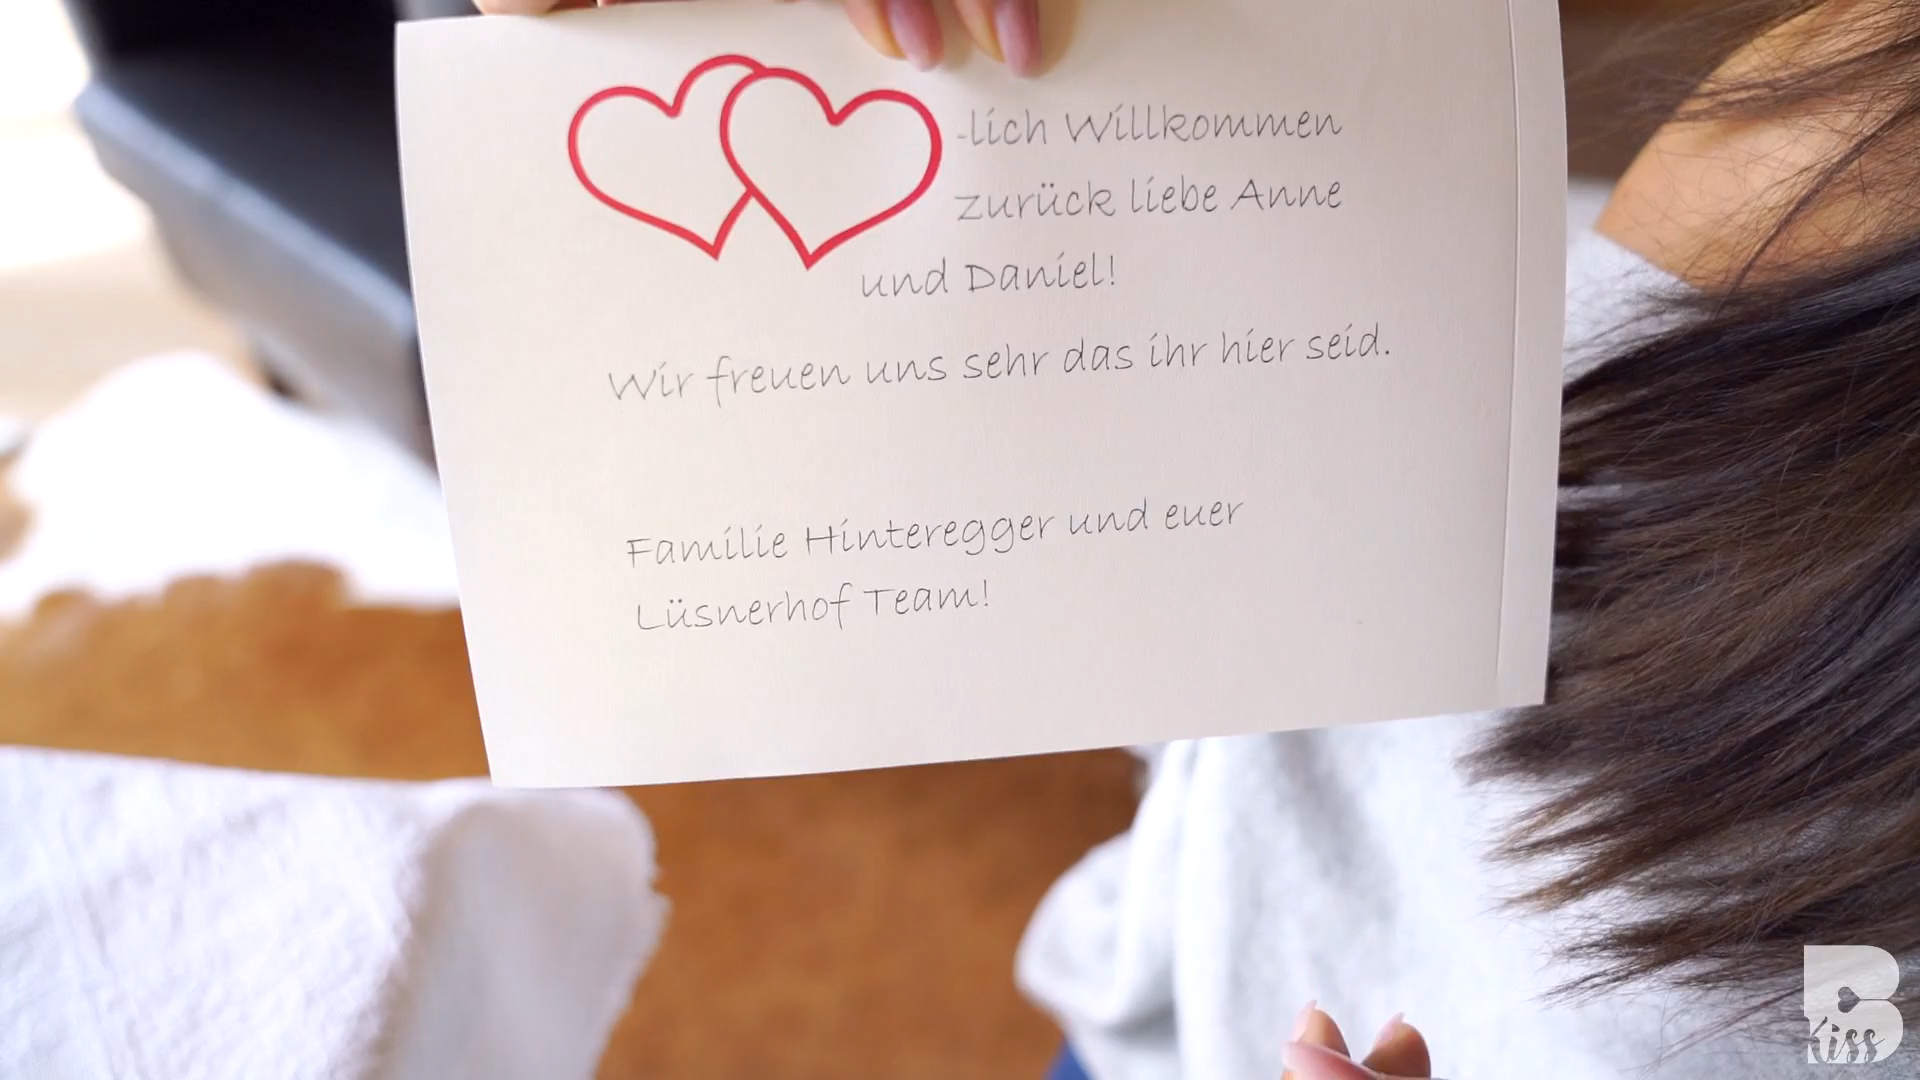 -lich Willkommen
zurück liebe Anne
und Daniel!
Wir freuen uns sehr das ihr hier seid.
Familie Hinteregger und euer
Lüsnerhof Team!
B
Kiss